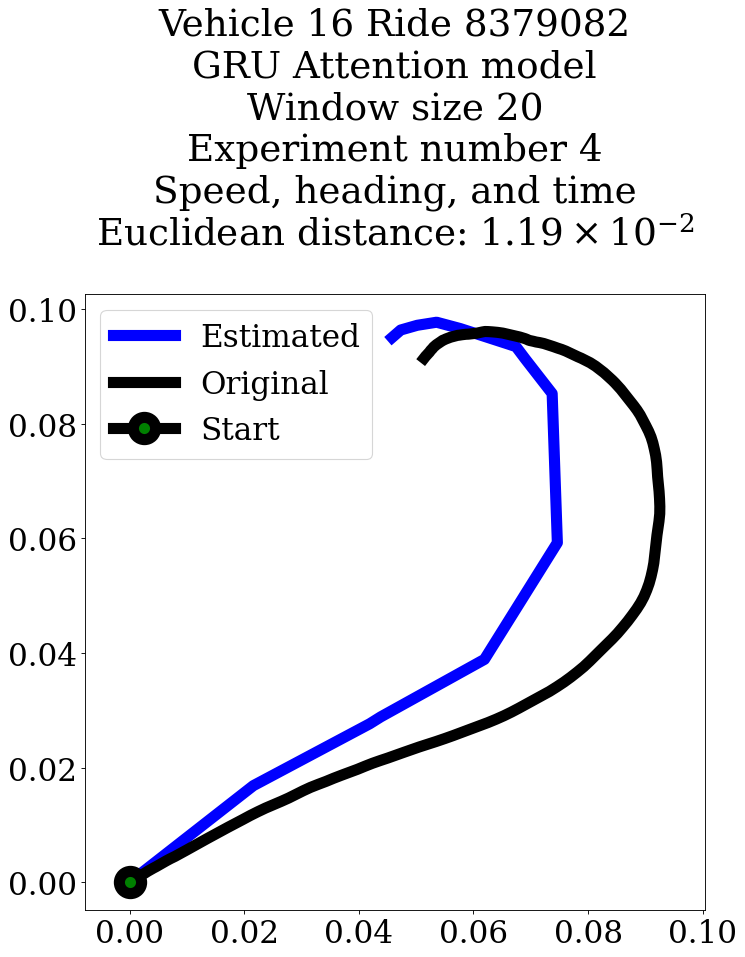 Vehicle 16 Ride 8379082
GRU Attention model
Window size 20
Experiment number 4
Speed, heading, and time
Euclidean distance: 1.19 × 10⁻²
0.10
0.08
0.06
0.04
0.02
0.00
Estimated
Original
Start
0.00 0.02 0.04 0.06 0.08 0.10